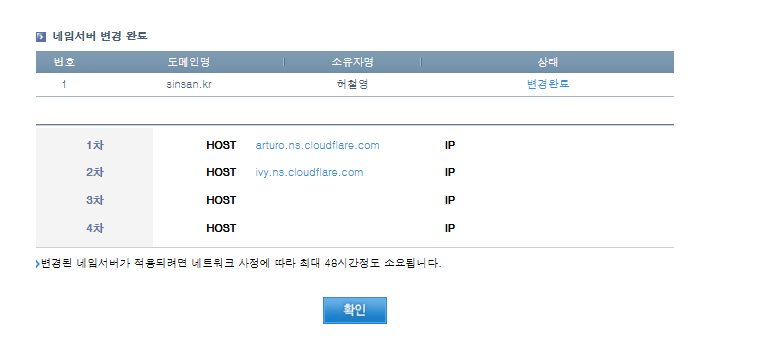 네임서버 변경 완료
번호 도메인명 소유자명 상태
1 sinsan.kr 허철영 변경완료
1차 HOST arturo.ns.cloudflare.com IP
2차 HOST ivy.ns.cloudflare.com IP
3차 HOST IP
4차 HOST IP
변경된 네임서버가 적용되려면 네트워크 사정에 따라 최대 48시간정도 소요됩니다.
확인